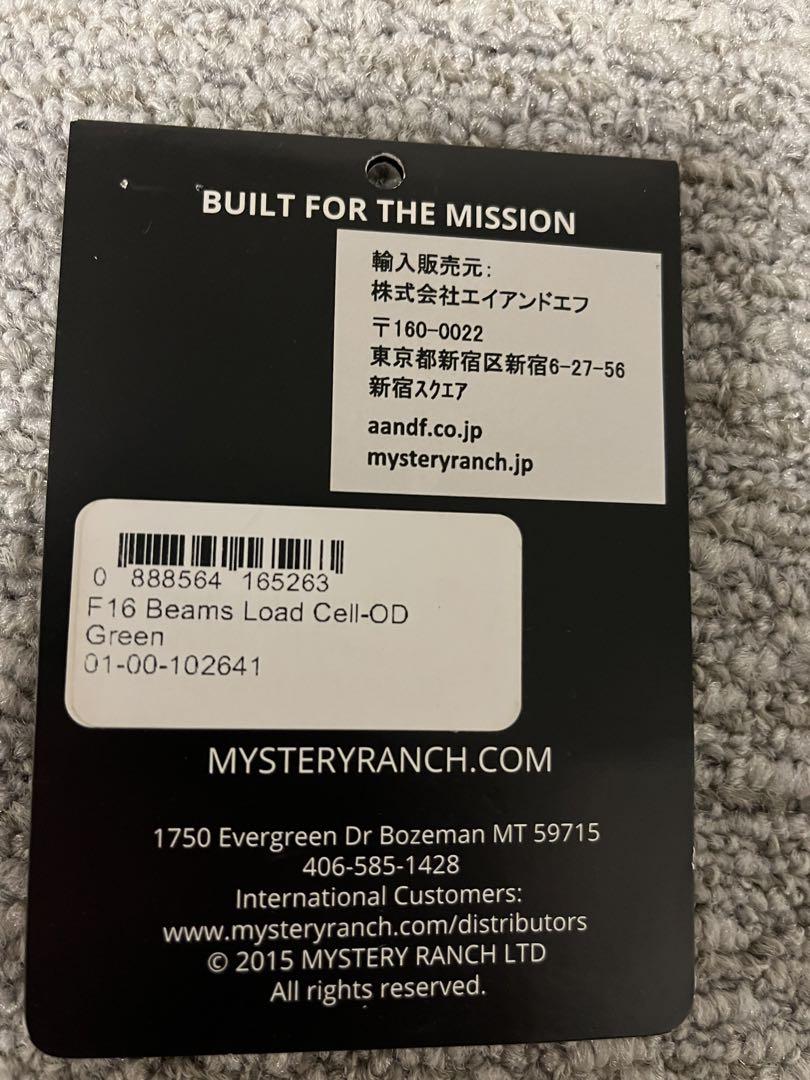 BUILT FOR THE MISSION
輸入販売元:
株式会社エイアンドエフ
〒160-0022
東京都新宿区新宿6-27-56
新宿スクエア
aandf.co.jp
mysteryranch.jp
0 888564 165263
F16 Beams Load Cell-OD
Green
01-00-102641
MYSTERYRANCH.COM
1750 Evergreen Dr Bozeman MT 59715
406-585-1428
International Customers:
www.mysteryranch.com/distributors
© 2015 MYSTERY RANCH LTD
All rights reserved.